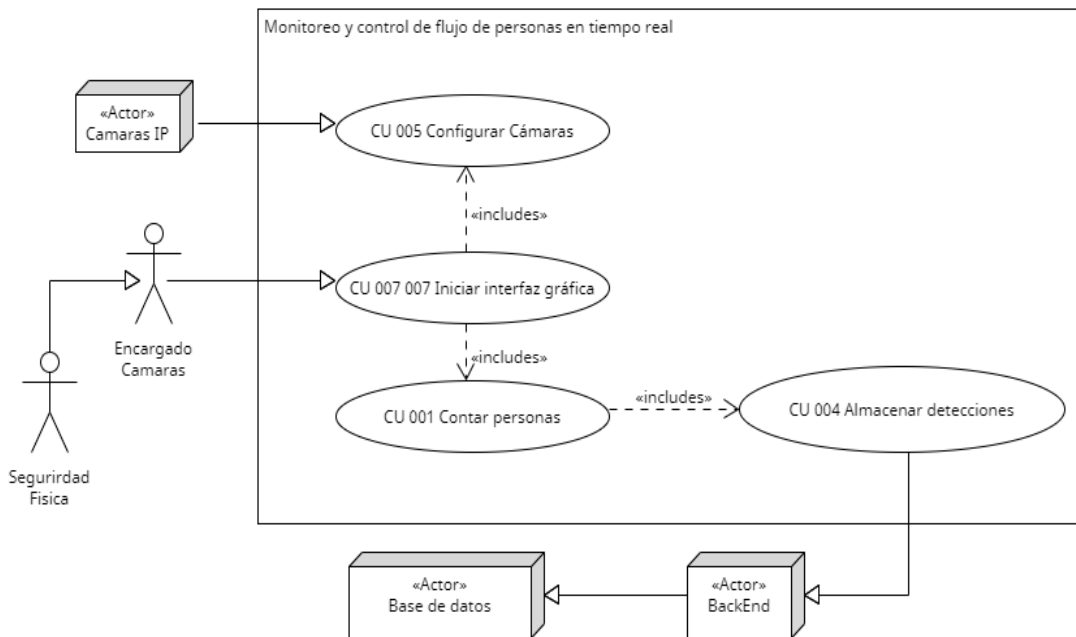 Monitoreo y control de flujo de personas en tiempo real
«Actor»
Camaras IP
CU 005 Configurar Cámaras
«includes»
CU 007 007 Iniciar interfaz gráfica
Encargado
Camaras
«includes»
CU 001 Contar personas
«includes»
CU 004 Almacenar detecciones
Segurirdad
Fisica
«Actor»
Base de datos
«Actor»
BackEnd